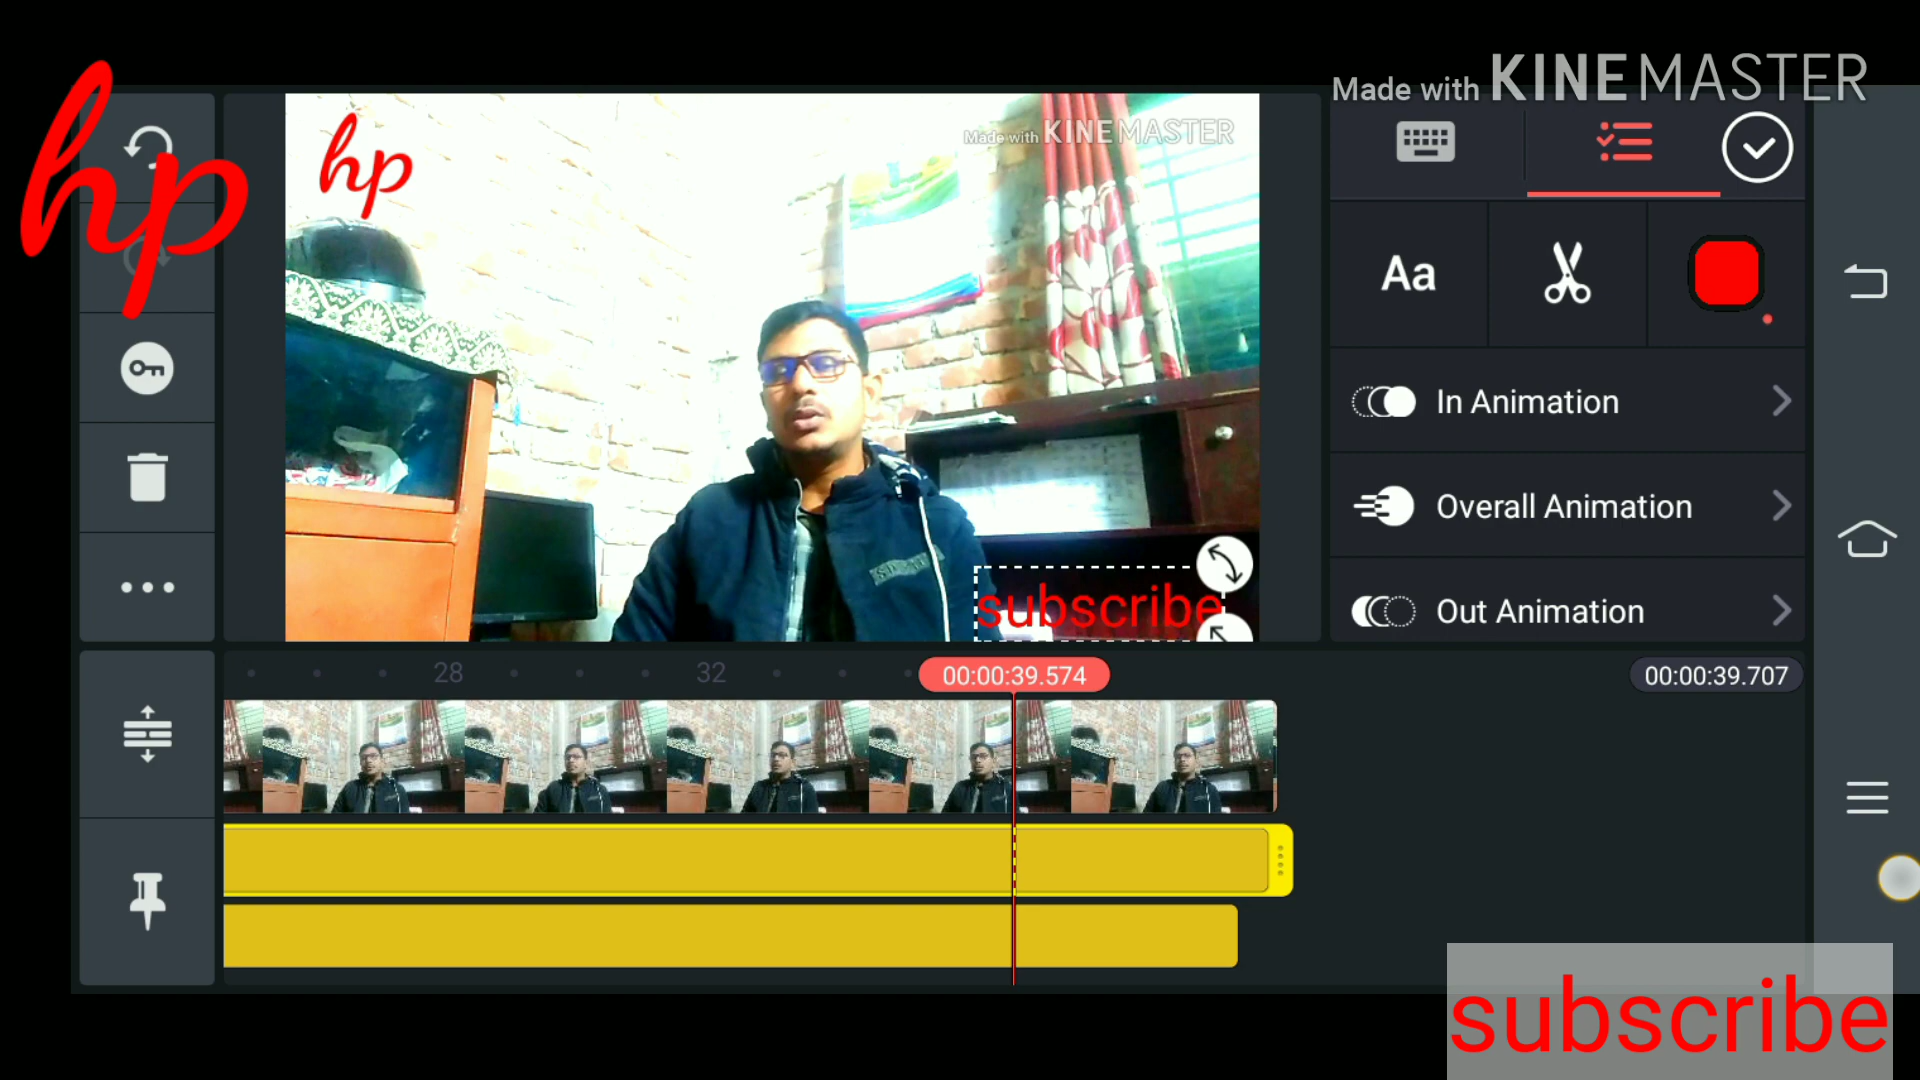 Made with KINEMASTER
hp
hp
Made with KINEMASTER
Aa
In Animation
Overall Animation
Out Animation
subscribe
28
32
00:00:39.574
00:00:39.707
subscribe